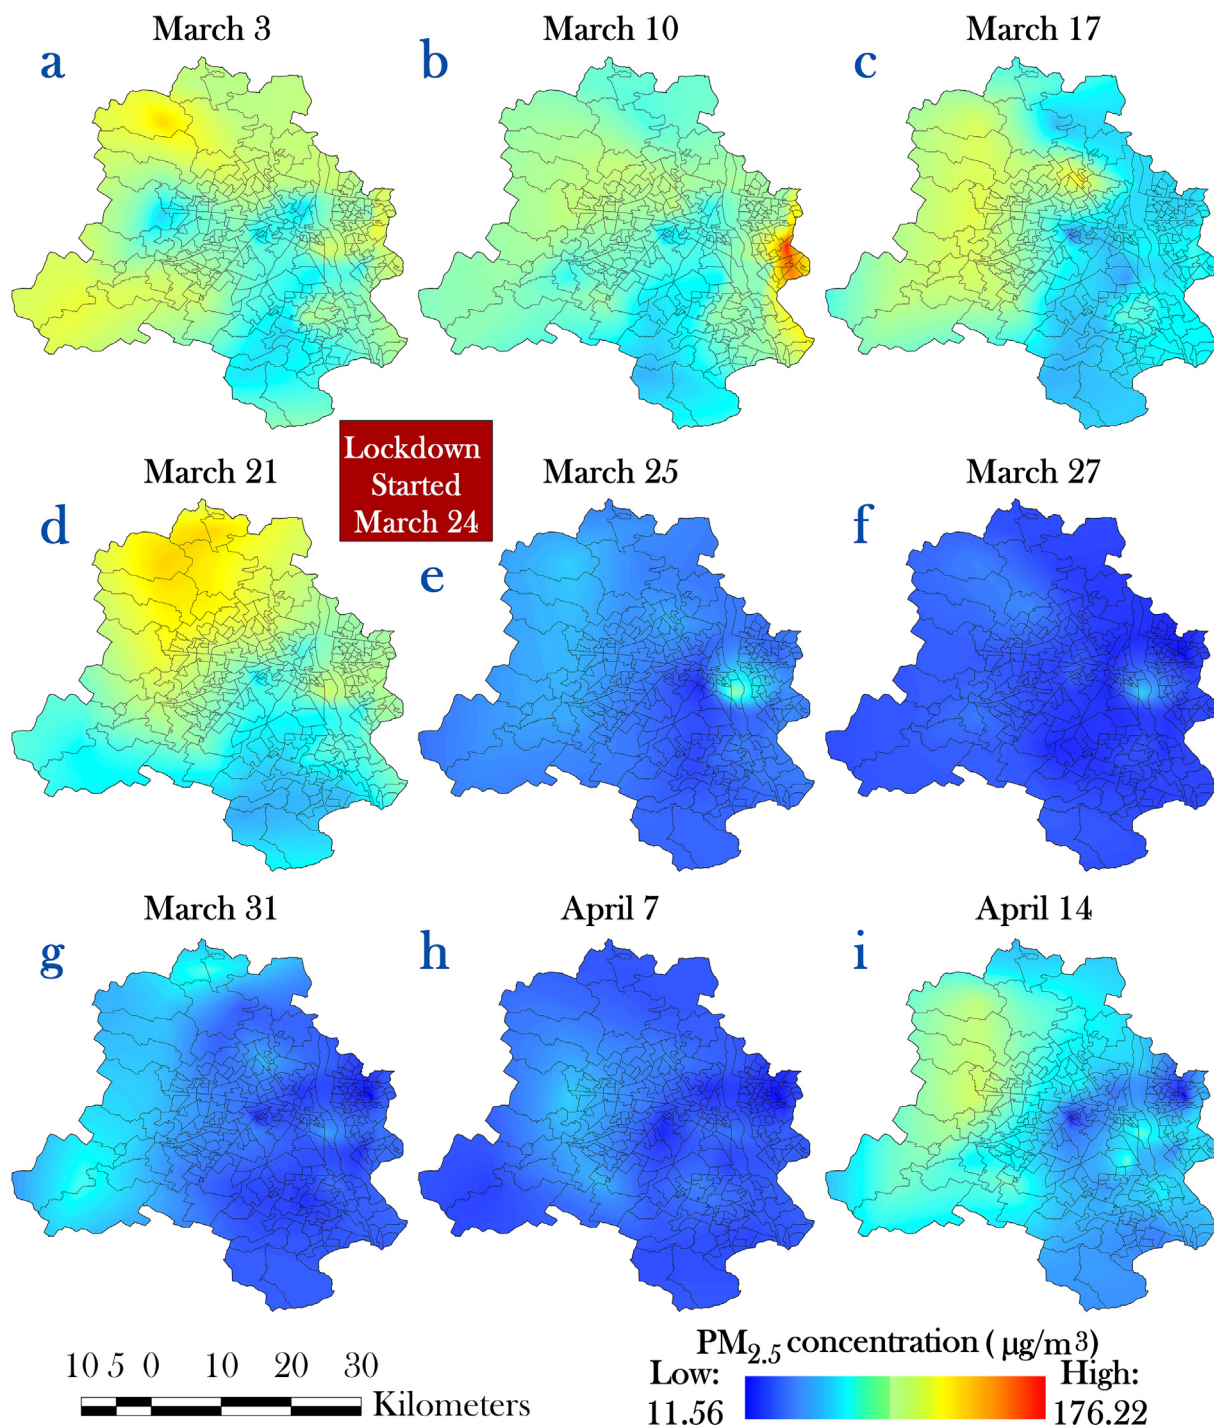 March 3
March 10
March 17
a
b
c
Lockdown
Started
March 24
March 21
March 25
March 27
d
e
f
March 31
April 7
April 14
g
h
i
10 5 0 10 20 30
Kilometers
PM2.5 concentration ( µg/m3)
Low:
11.56
High:
176.22